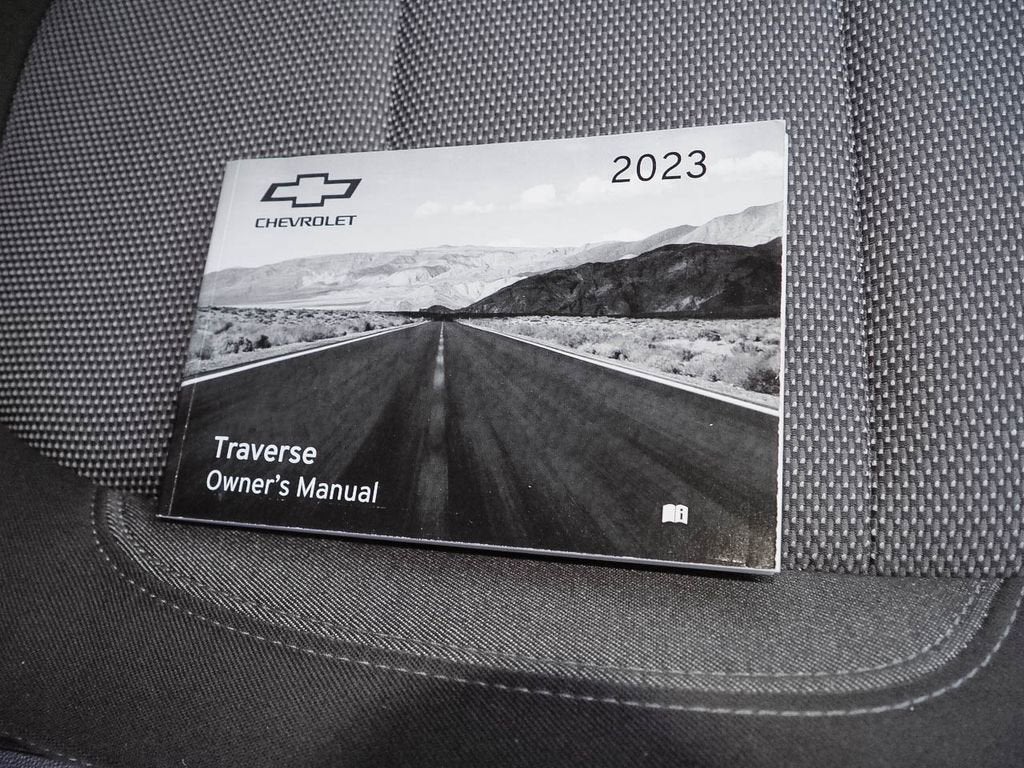 2023
CHEVROLET
Traverse
Owner's Manual